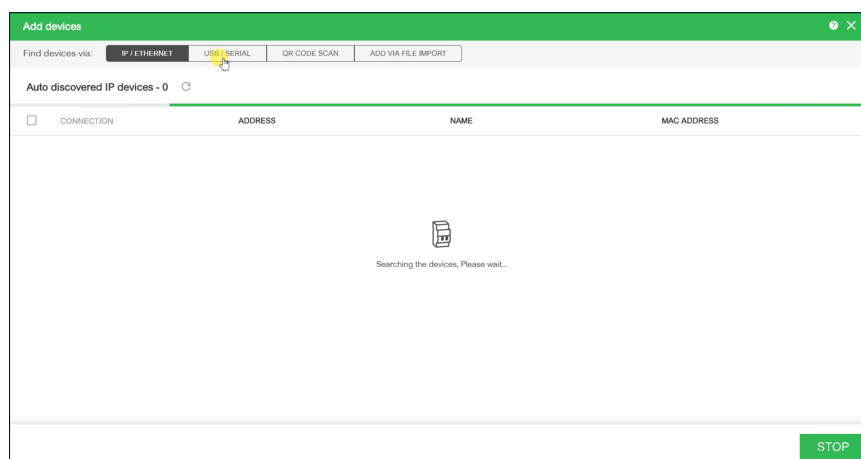 Add devices
Find devices via: IP / ETHERNET USB / SERIAL QR CODE SCAN ADD VIA FILE IMPORT
Auto discovered IP devices - 0
CONNECTION ADDRESS NAME MAC ADDRESS
Searching the devices, Please wait...
STOP